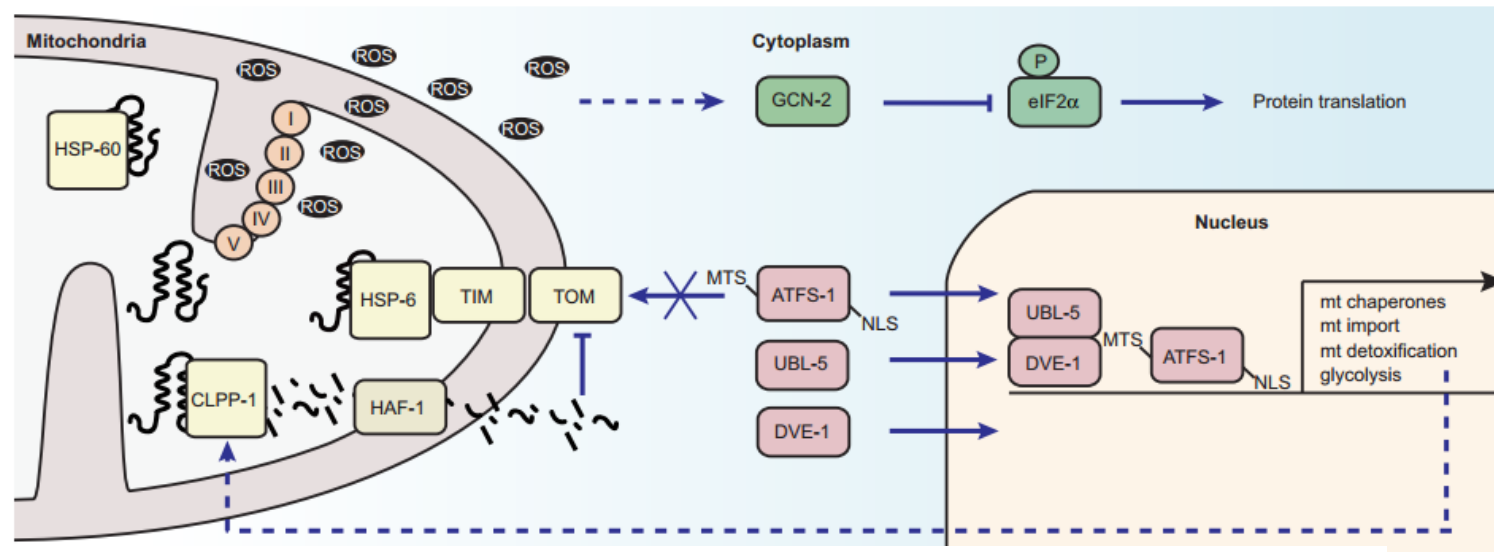 Mitochondria
Cytoplasm
ROS
ROS
ROS
ROS
ROS
ROS
ROS
ROS
ROS
ROS
P
GCN-2
eIF2α
Protein translation
HSP-60
I
II
III
IV
V
Nucleus
HSP-6
TIM
TOM
MTS
ATFS-1
NLS
UBL-5
DVE-1
UBL-5
DVE-1
MTS
ATFS-1
NLS
mt chaperones
mt import
mt detoxification
glycolysis
CLPP-1
HAF-1